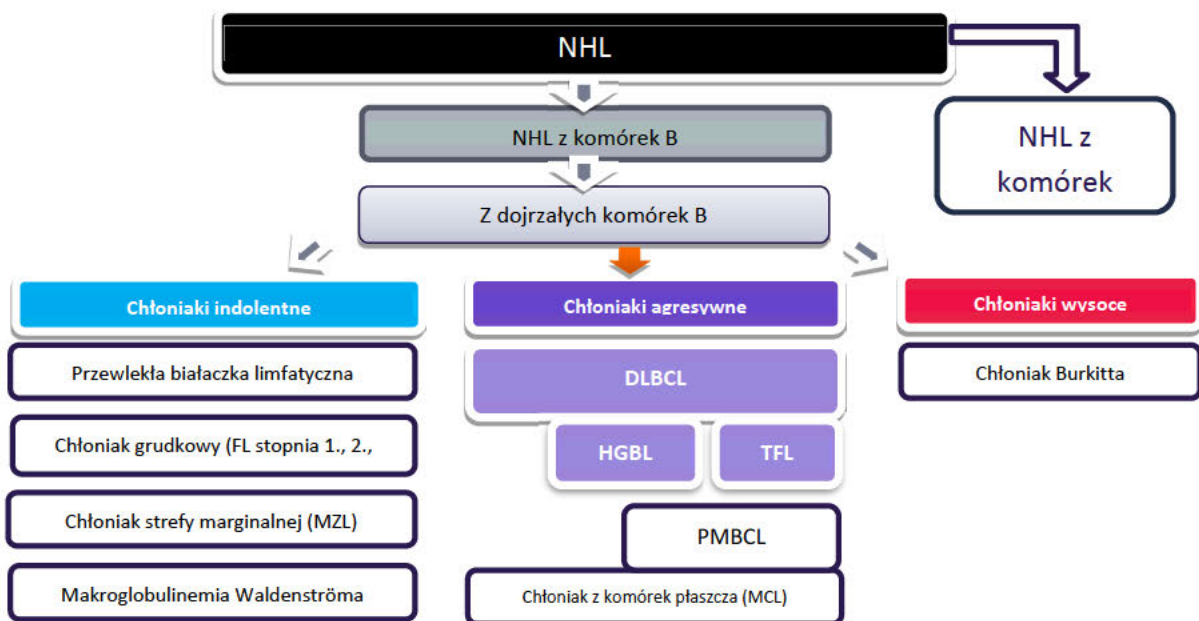 NHL
NHL z
komórek
NHL z komórek B
Z dojrzałych komórek B
Chłoniaki indolentne
Chłoniaki agresywne
Chłoniaki wysoce
Przewlekła białaczka limfatyczna
DLBCL
Chłoniak Burkitta
Chłoniak grudkowy (FL stopnia 1., 2.,
HGBL
TFL
Chłoniak strefy marginalnej (MZL)
PMBCL
Makroglobulinemia Waldenströma
Chłoniak z komórek płaszcza (MCL)